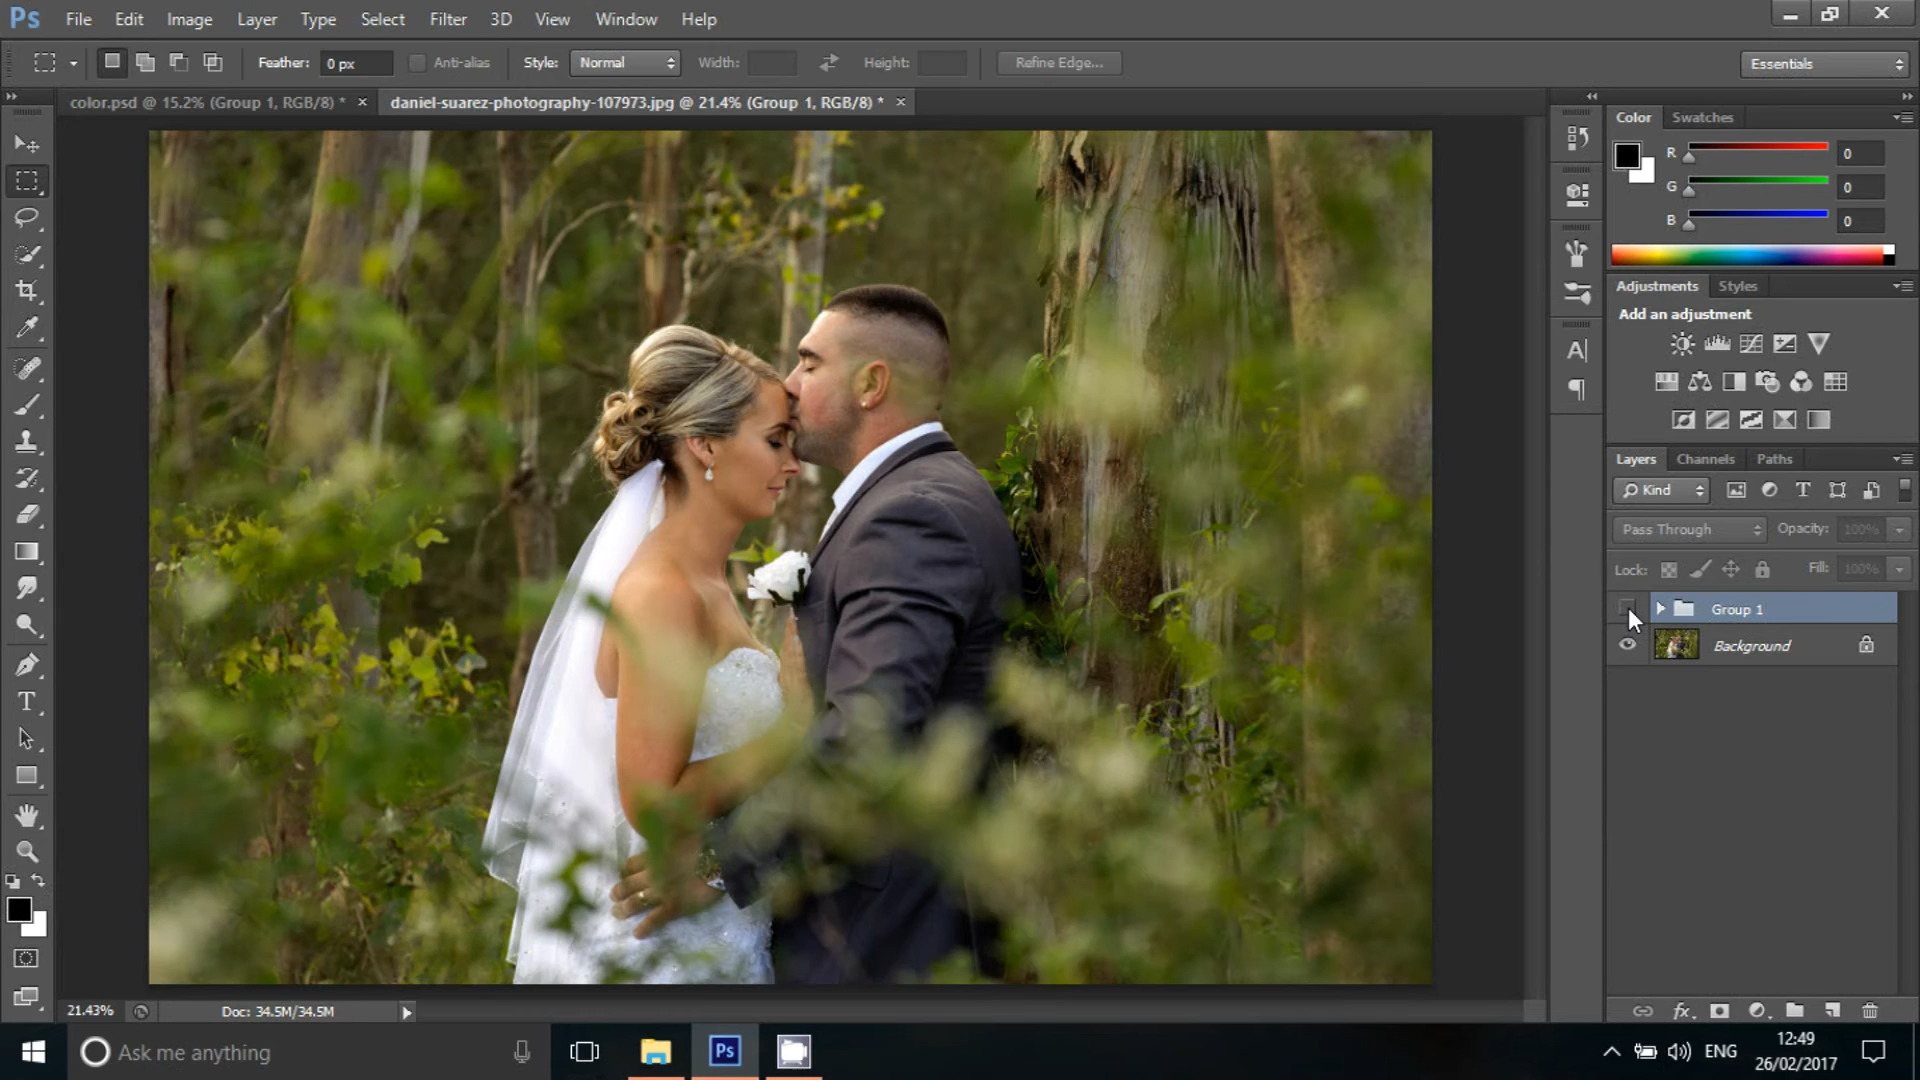 Ps File Edit Image Layer Type Select Filter 3D View Window Help
Feather: 0 px Anti-alias Style: Normal Width: Height: Refine Edge... Essentials
color.psd @ 15.2% (Group 1, RGB/8) * × daniel-suarez-photography-107973.jpg @ 21.4% (Group 1, RGB/8) * ×
Color Swatches
R 0
G 0
B 0
Adjustments Styles
Add an adjustment
Layers Channels Paths
Kind
Pass Through Opacity: 100%
Lock: Fill: 100%
Group 1
Background
21.43% Doc: 34.5M/34.5M
Ask me anything
Ps
ENG
12:49
26/02/2017